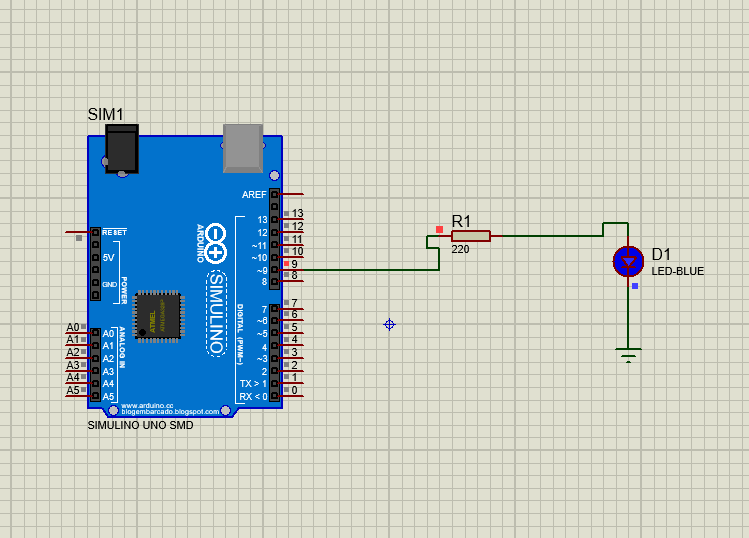 SIM1
AREF
13
13
12
12
~11
11
~10
10
~9
9
8
8
RESET
5V
GND
POWER
ARDUINO
SIMULINO
ATMEL
DIGITAL (PWM~)
7
7
~6
6
~5
5
4
4
~3
3
2
2
TX > 1
1
RX < 0
0
A0
A0
A1
A1
A2
A2
A3
A3
A4
A4
A5
A5
ANALOG IN
www.arduino.cc
blogembarcado.blogspot.com
SIMULINO UNO SMD
R1
220
D1
LED-BLUE